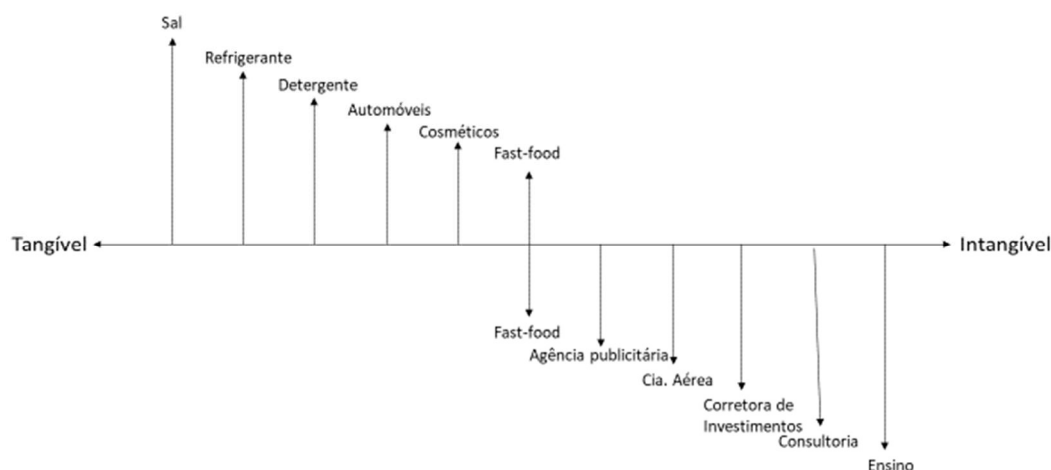 Sal
Refrigerante
Detergente
Automóveis
Cosméticos
Fast-food
Tangível
Intangível
Fast-food
Agência publicitária
Cia. Aérea
Corretora de
Investimentos
Consultoria
Ensino